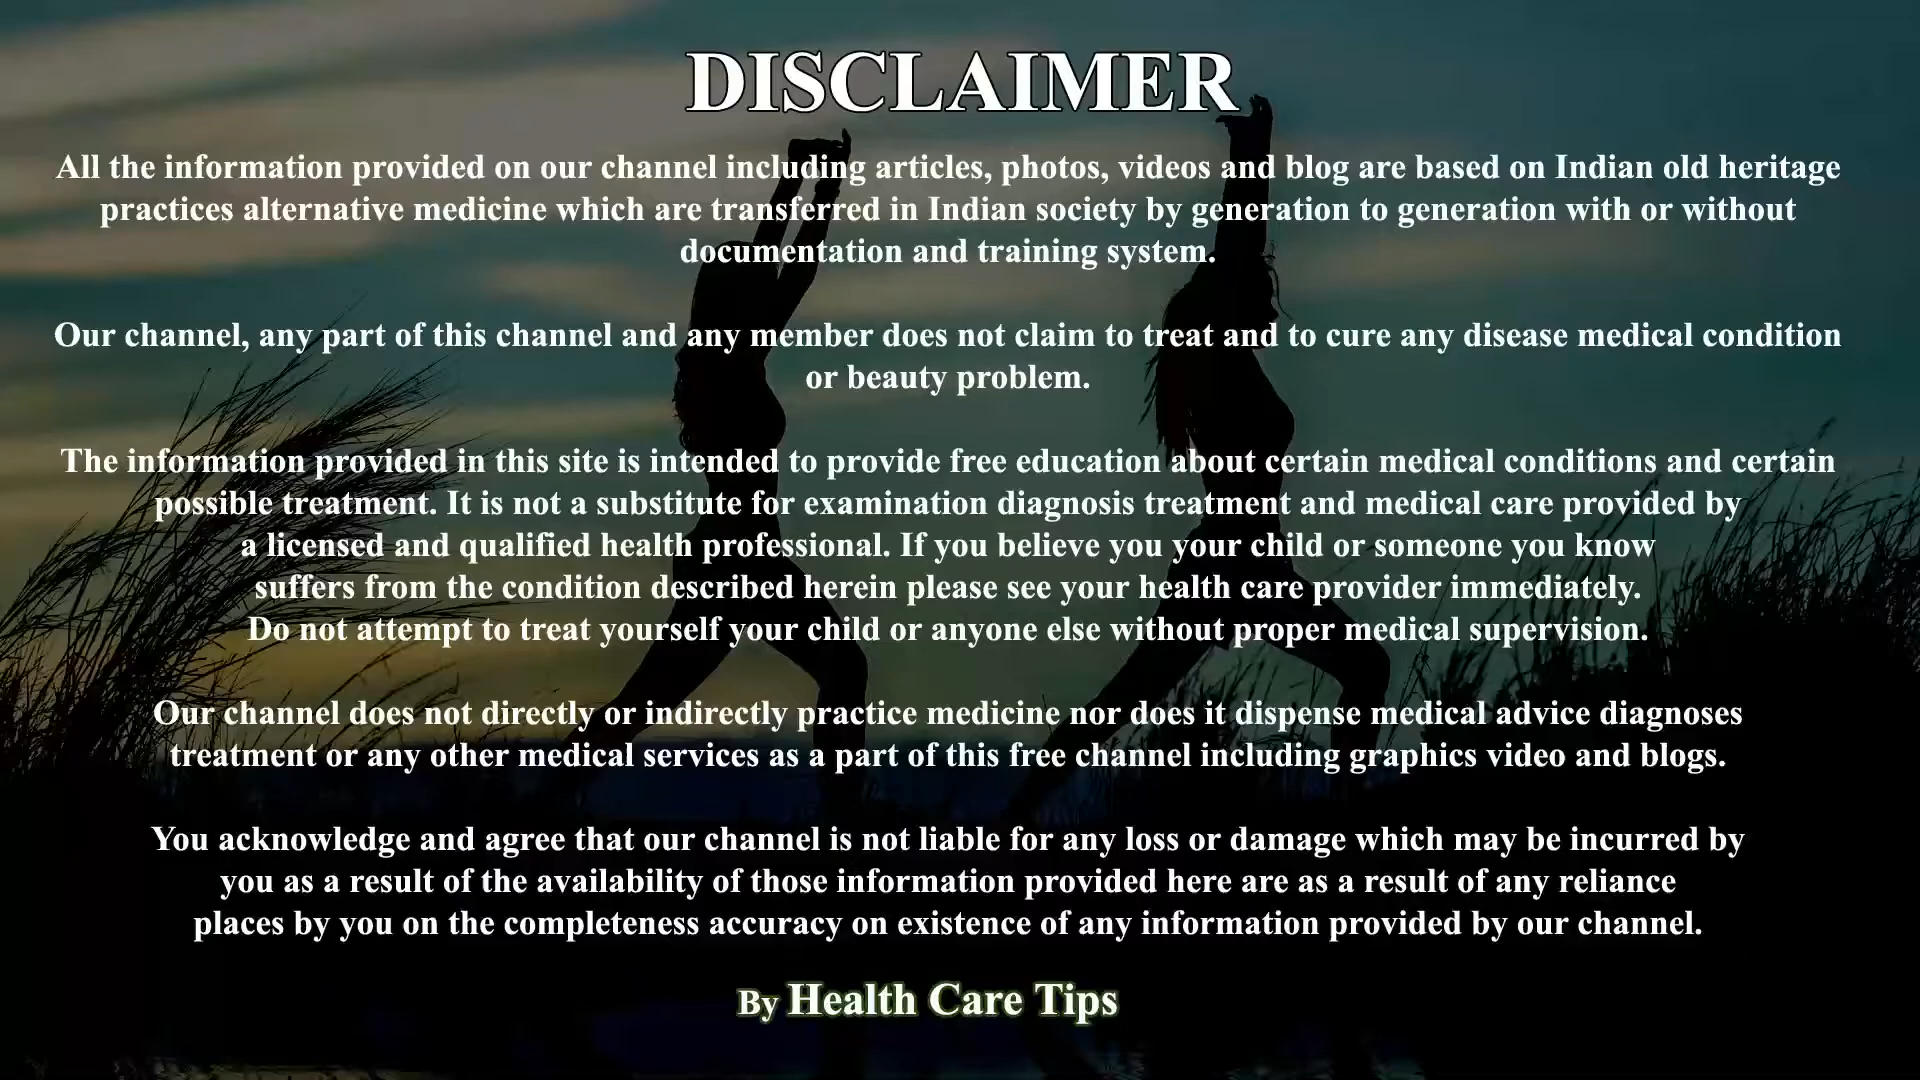 DISCLAIMER
All the information provided on our channel including articles, photos, videos and blog are based on Indian old heritage
practices alternative medicine which are transferred in Indian society by generation to generation with or without
documentation and training system.
Our channel, any part of this channel and any member does not claim to treat and to cure any disease medical condition
or beauty problem.
The information provided in this site is intended to provide free education about certain medical conditions and certain
possible treatment. It is not a substitute for examination diagnosis treatment and medical care provided by
a licensed and qualified health professional. If you believe you your child or someone you know
suffers from the condition described herein please see your health care provider immediately.
Do not attempt to treat yourself your child or anyone else without proper medical supervision.
Our channel does not directly or indirectly practice medicine nor does it dispense medical advice diagnoses
treatment or any other medical services as a part of this free channel including graphics video and blogs.
You acknowledge and agree that our channel is not liable for any loss or damage which may be incurred by
you as a result of the availability of those information provided here are as a result of any reliance
places by you on the completeness accuracy on existence of any information provided by our channel.
By Health Care Tips